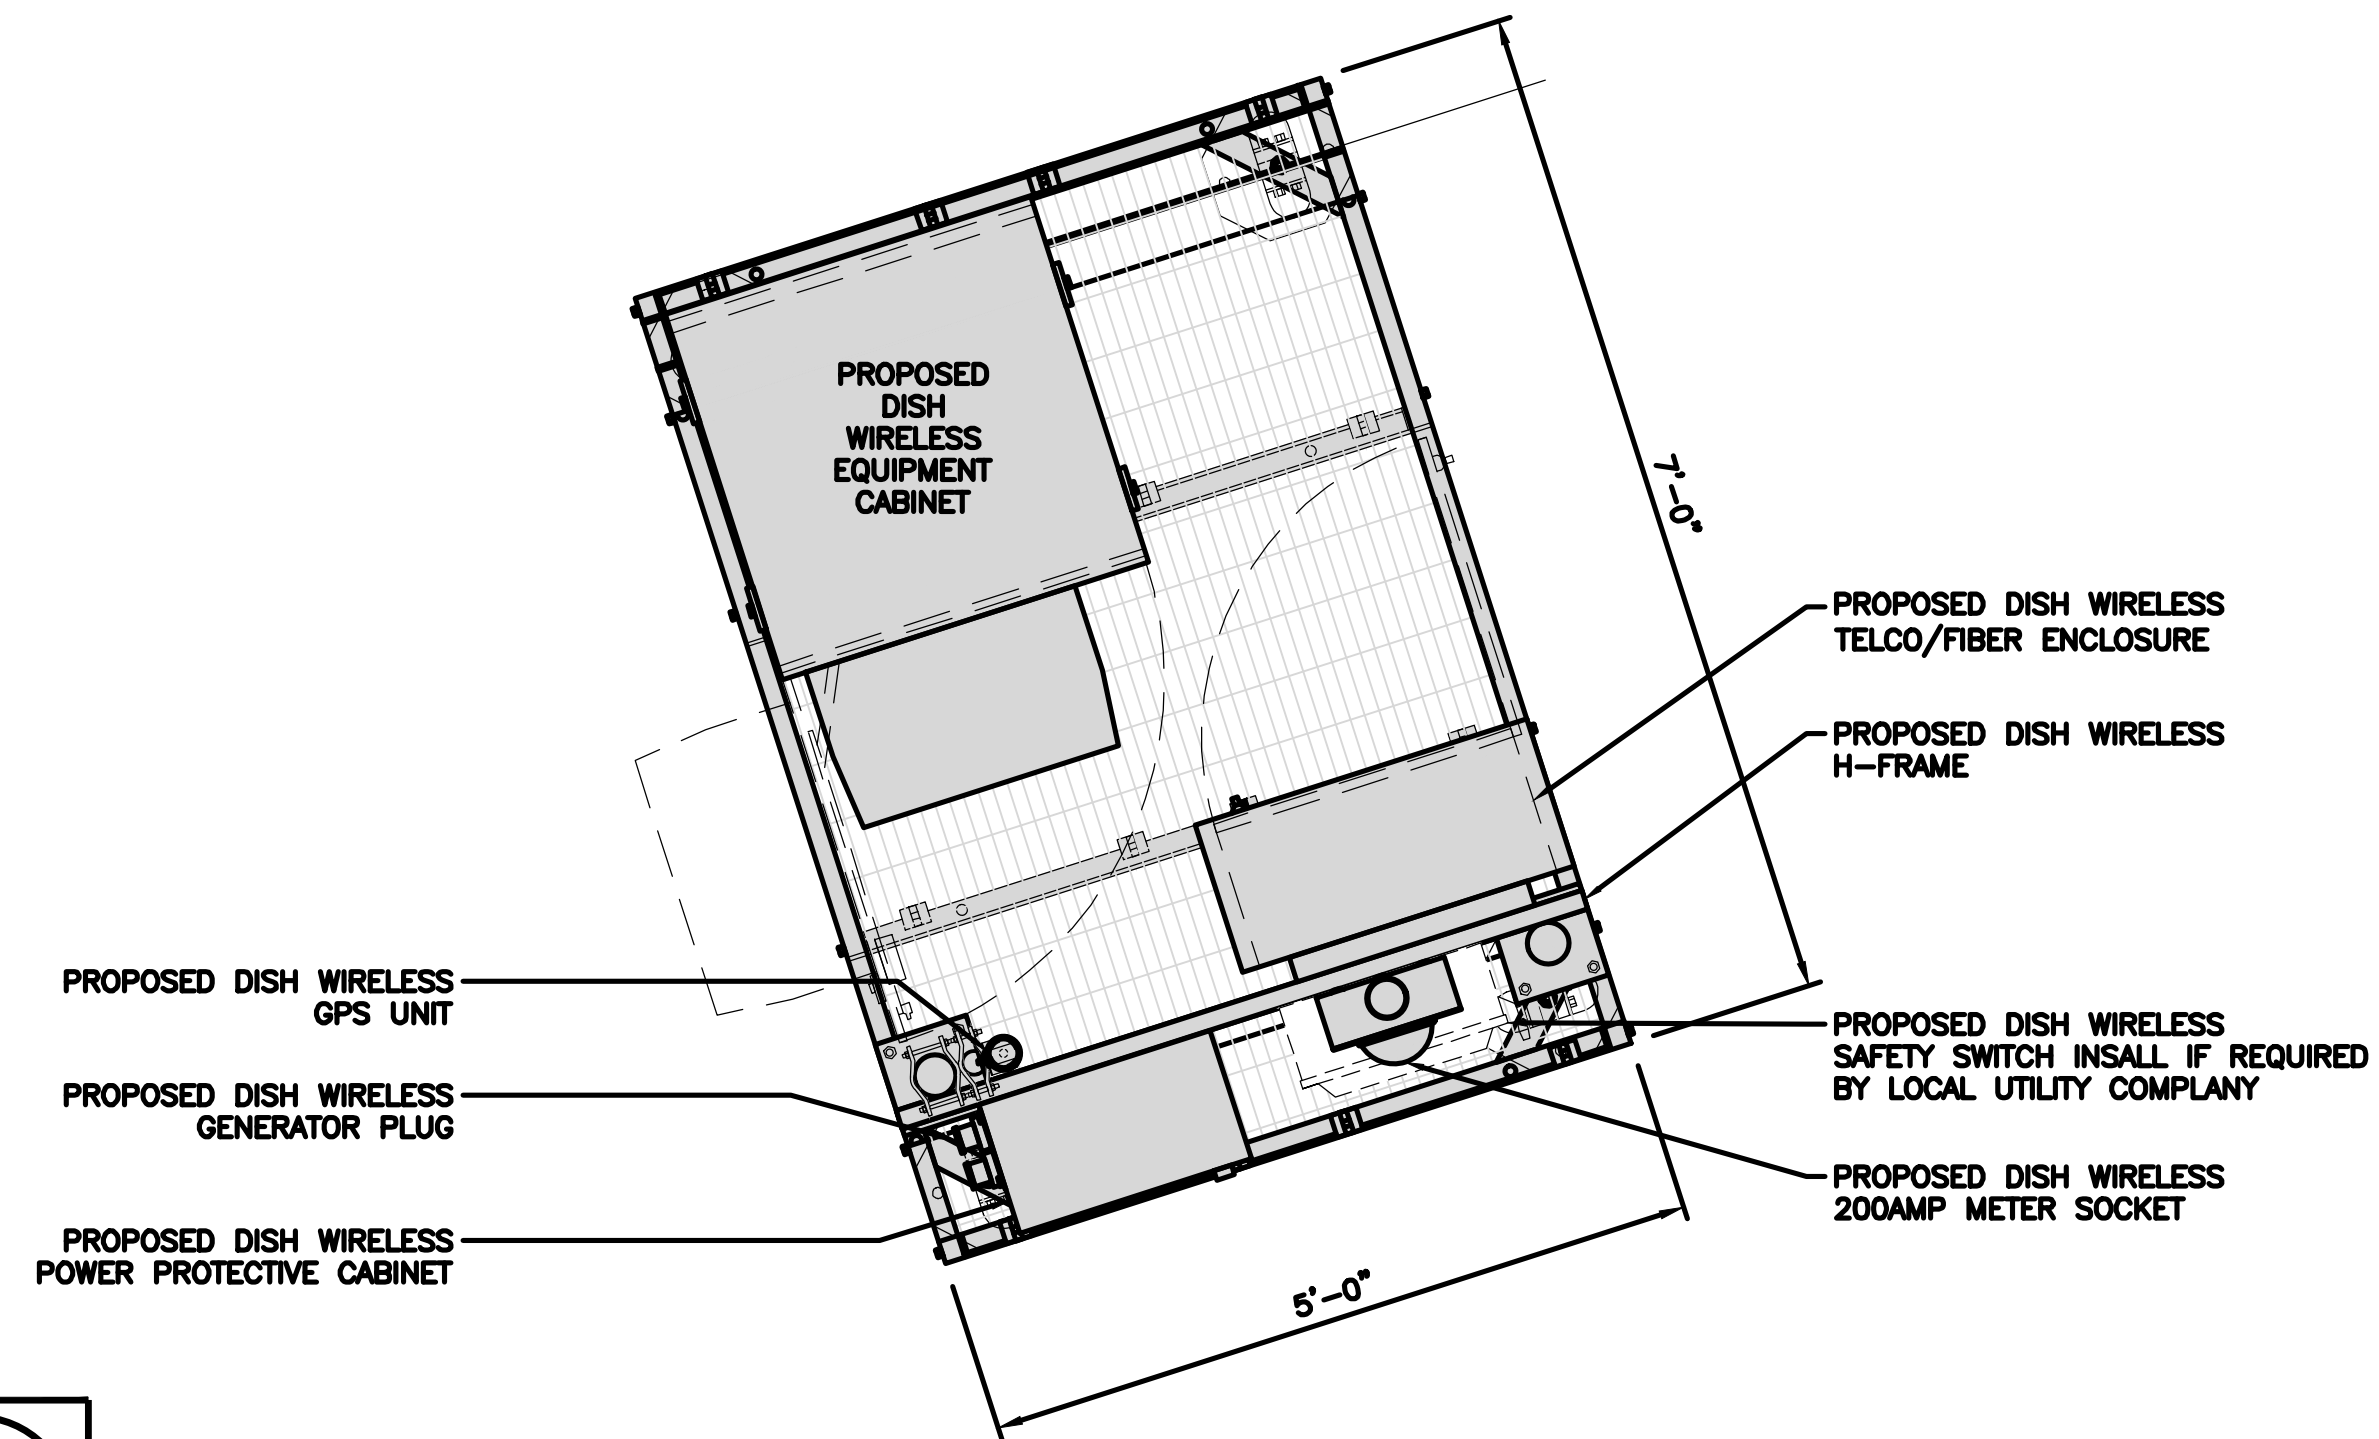 PROPOSED
DISH
WIRELESS
EQUIPMENT
CABINET
7'-0"
PROPOSED DISH WIRELESS
TELCO/FIBER ENCLOSURE
PROPOSED DISH WIRELESS
H-FRAME
PROPOSED DISH WIRELESS
GPS UNIT
PROPOSED DISH WIRELESS
SAFETY SWITCH INSALL IF REQUIRED
BY LOCAL UTILITY COMPLANY
PROPOSED DISH WIRELESS
GENERATOR PLUG
PROPOSED DISH WIRELESS
200AMP METER SOCKET
PROPOSED DISH WIRELESS
POWER PROTECTIVE CABINET
5'-0"